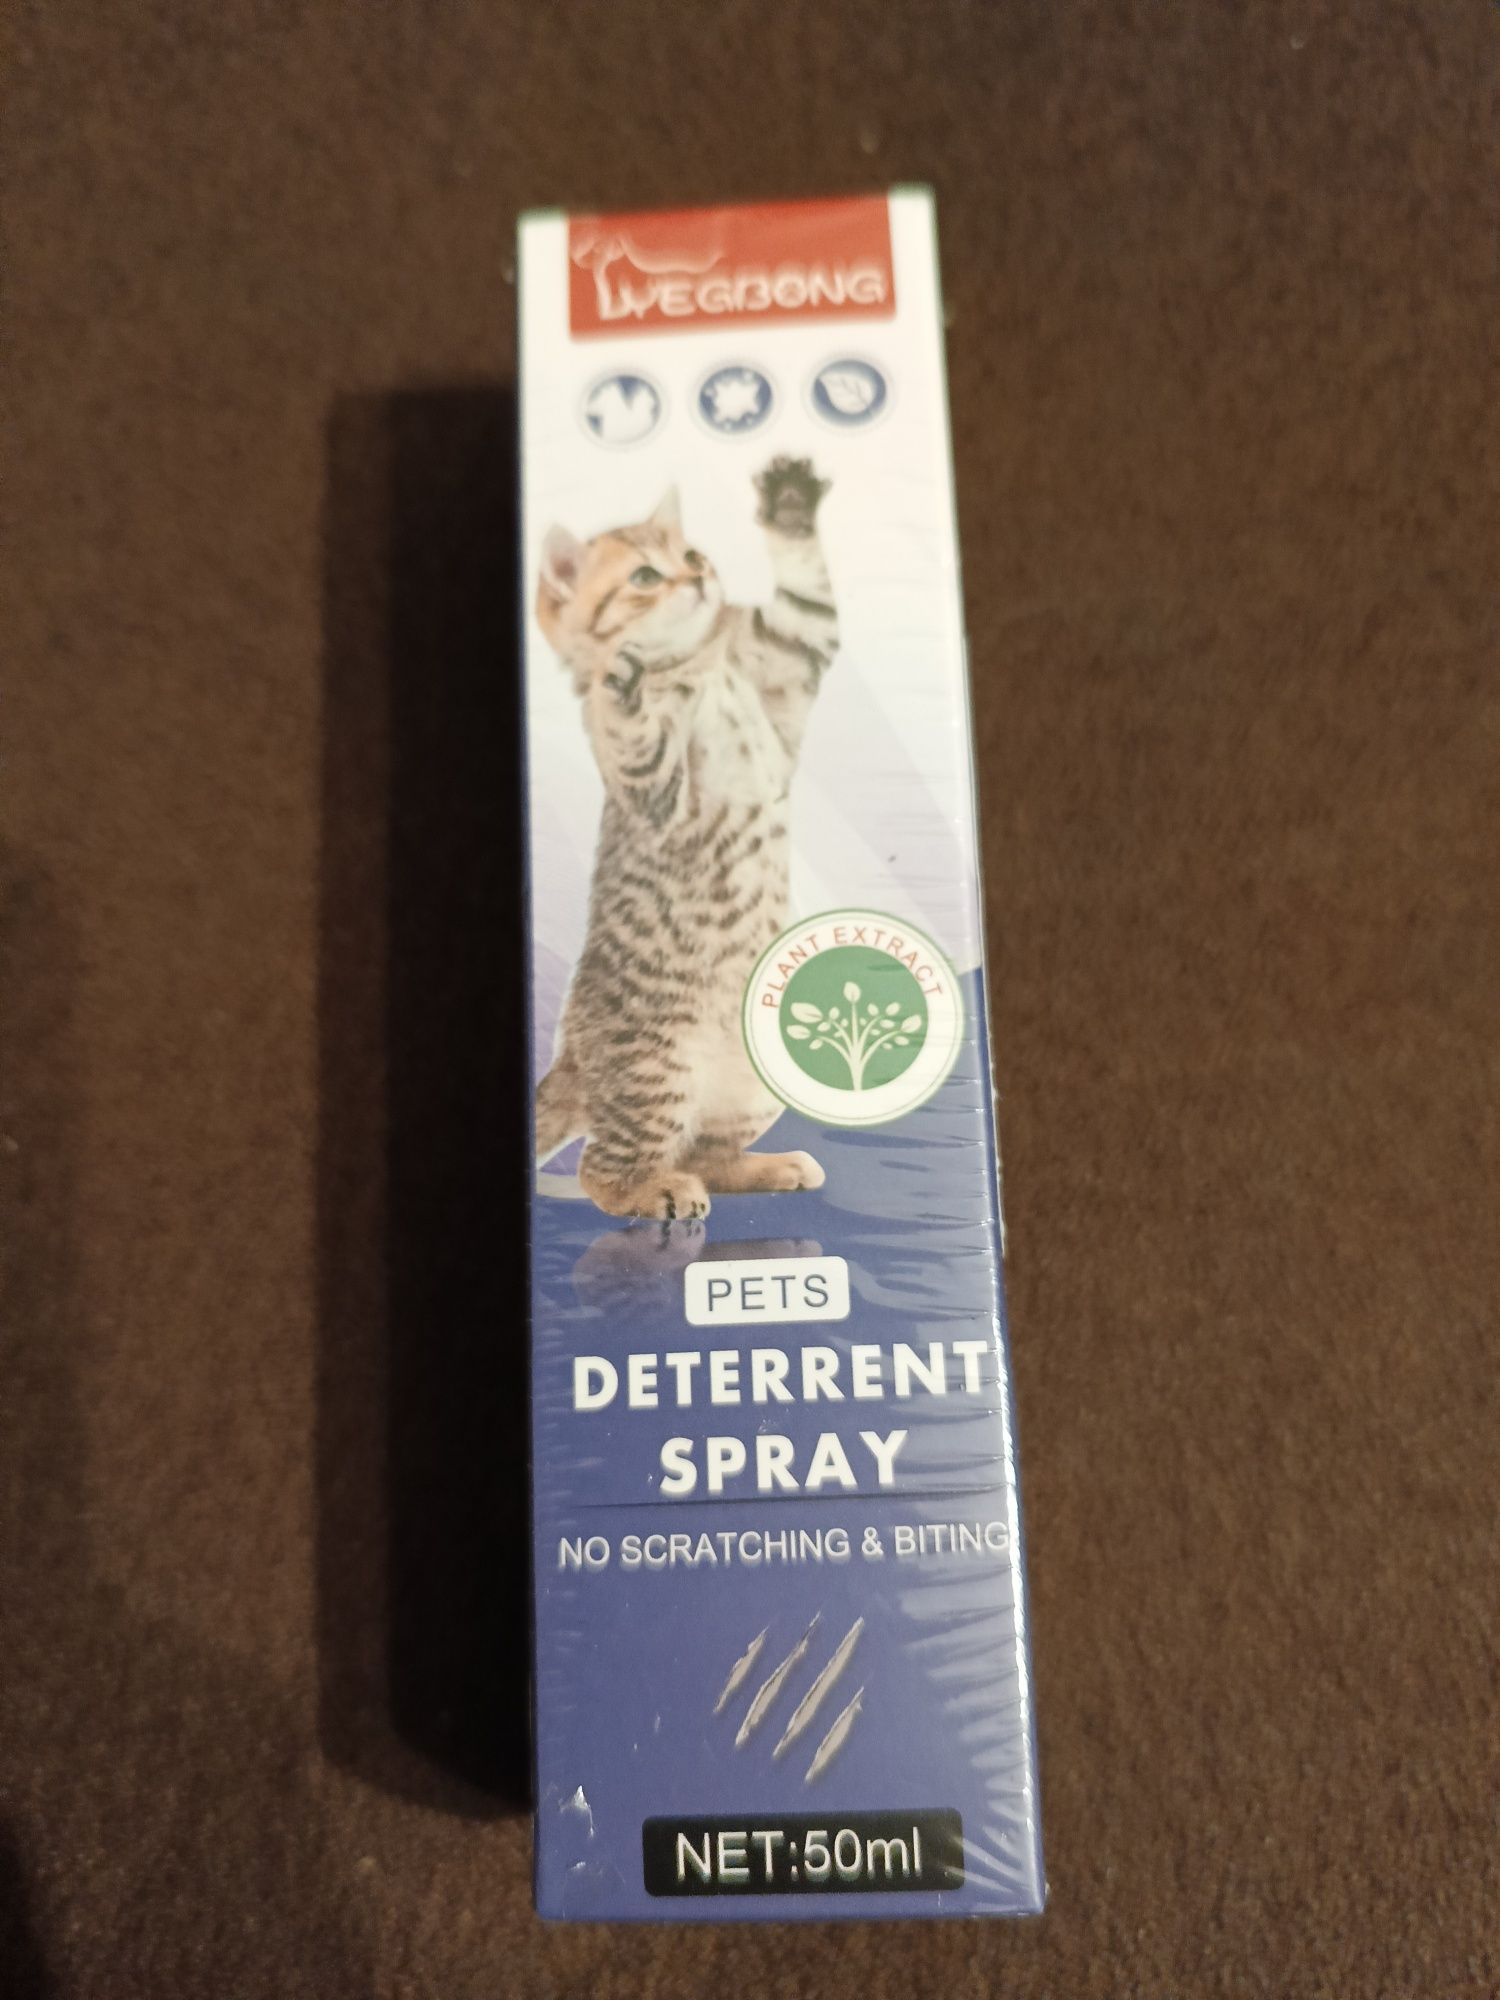 PLANT EXTRACT
PETS
DETERRENT
SPRAY
NO SCRATCHING & BITING
NET:50ml